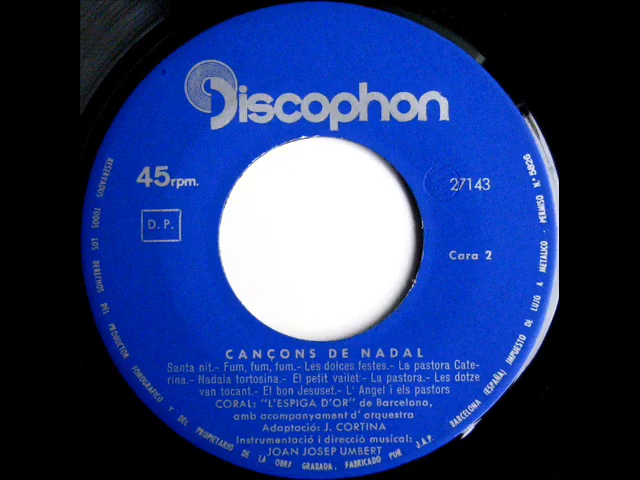 Discophon
45 rpm.
27143
D. P.
Cara 2
CANÇONS DE NADAL
Santa nit.- Fum, fum, fum.- Les dolces festes.- La pastora Cate-
rina.- Nadala tortosina.- El petit vailet.- La pastora.- Les dotze
van tocant.- El bon Jesuset.- L' Angel i els pastors
CORAL: "L'ESPIGA D'OR" de Barcelona,
amb acompanyament d' orquestra
Adaptació: J. CORTINA
Instrumentació i direcció musical:
JOAN JOSEP UMBERT
RESERVADOS TODOS LOS DERECHOS DEL PRODUCTOR FONOGRAFICO Y DEL PROPIETARIO DE LA OBRA GRABADA. FABRICADO POR J.A.P. BARCELONA (ESPAÑA) IMPUESTO DE LUJO A METALICO - PERMISO N.º 5826